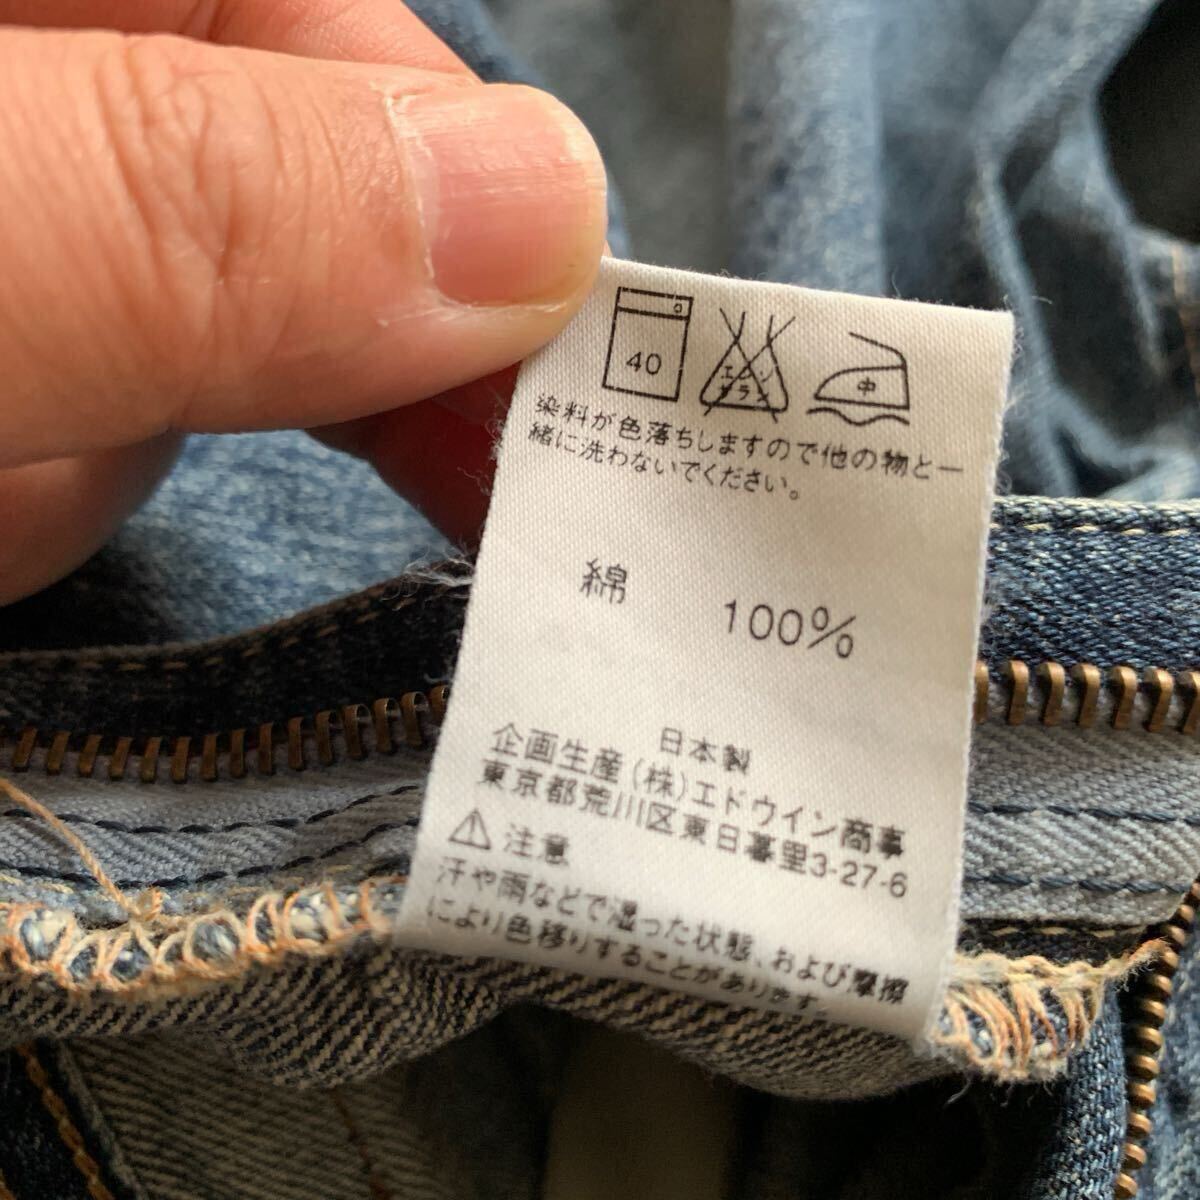 40
エンソ
サラシ
中
染料が色落ちしますので他の物と一
緒に洗わないでください。
綿 100%
日本製
企画生産(株)エドウイン商事
東京都荒川区東日暮里3-27-6
注意
汗や雨などで湿った状態、および摩擦
により色移りすることがあります。